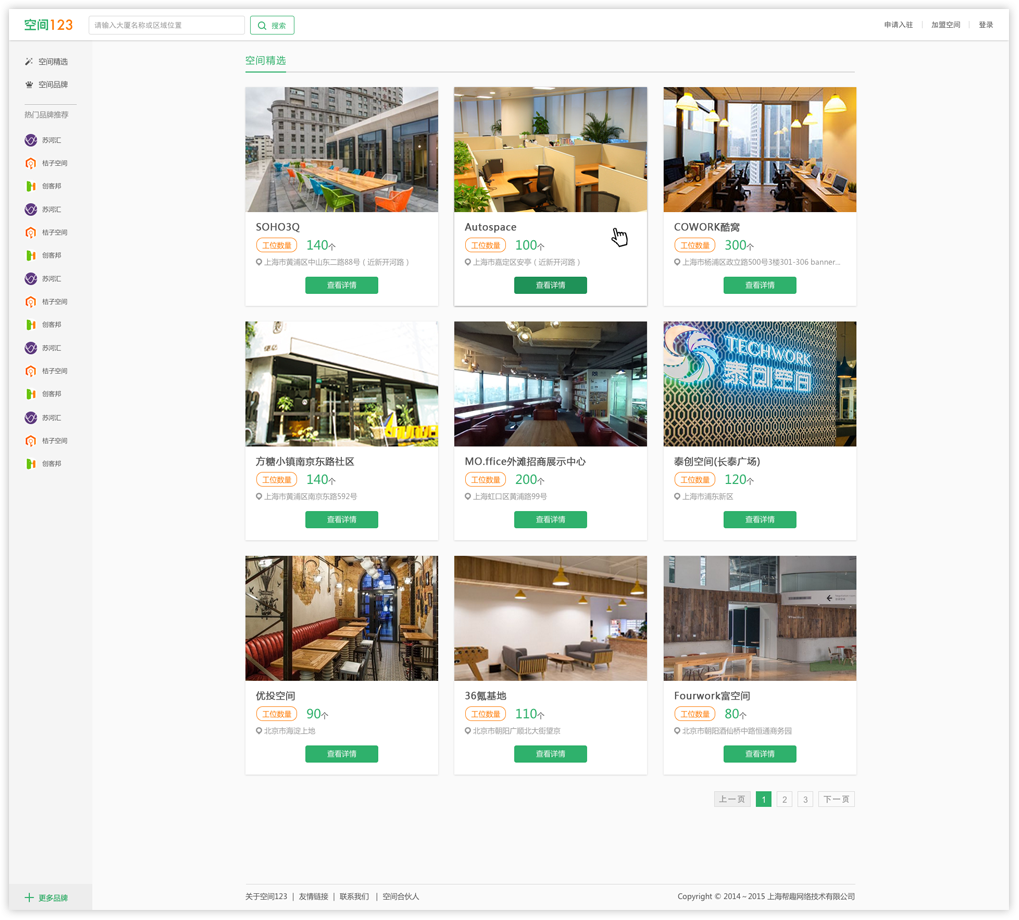 空间123
请输入大厦名称或区域位置
搜索
申请入驻 | 加盟空间 | 登录
空间精选
空间品牌
热门品牌推荐
苏河汇
桔子空间
创客邦
苏河汇
桔子空间
创客邦
苏河汇
桔子空间
创客邦
苏河汇
桔子空间
创客邦
苏河汇
桔子空间
创客邦
更多品牌
空间精选
SOHO3Q
工位数量 140个
上海市黄浦区中山东二路88号（近新开河路）
查看详情
Autospace
工位数量 100个
上海市嘉定区安亭（近新开河路）
查看详情
COWORK酷窝
工位数量 300个
上海市杨浦区政立路500号3楼301-306 banner...
查看详情
方糖小镇南京东路社区
工位数量 140个
上海市黄浦区南京东路592号
查看详情
MO.ffice外滩招商展示中心
工位数量 200个
上海虹口区黄浦路99号
查看详情
TECHWORK
泰创空间
泰创空间(长泰广场)
工位数量 120个
上海市浦东新区
查看详情
优投空间
工位数量 90个
北京市海淀上地
查看详情
36氪基地
工位数量 110个
北京市朝阳广顺北大街望京
查看详情
Fourwork富空间
工位数量 80个
北京市朝阳酒仙桥中路恒通商务园
查看详情
上一页 1 2 3 下一页
关于空间123 | 友情链接 | 联系我们 | 空间合伙人
Copyright © 2014～2015 上海帮趣网络技术有限公司